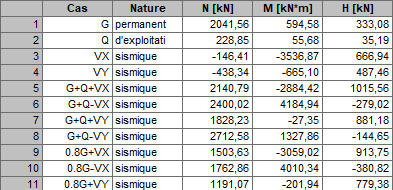 Cas Nature N [kN] M [kN*m] H [kN]
1 G permanent 2041,56 594,58 333,08
2 Q d'exploitati 228,85 55,68 35,19
3 VX sismique -146,41 -3536,87 666,94
4 VY sismique -438,34 -665,10 487,46
5 G+Q+VX sismique 2140,79 -2884,42 1015,56
6 G+Q-VX sismique 2400,02 4184,94 -279,02
7 G+Q+VY sismique 1828,23 -27,35 881,18
8 G+Q-VY sismique 2712,58 1327,86 -144,65
9 0.8G+VX sismique 1503,63 -3059,02 913,75
10 0.8G-VX sismique 1762,86 4010,34 -380,82
11 0.8G+VY sismique 1191,07 -201,94 779,38